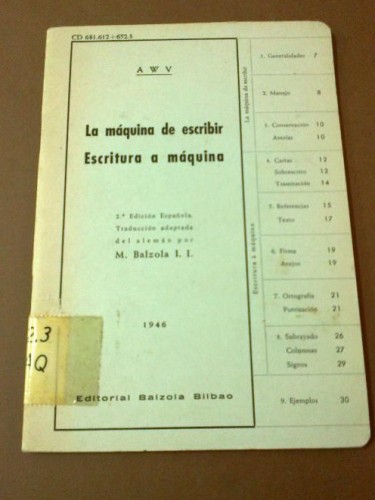 CD 681.612 + 672.3
A W V
La máquina de escribir
Escritura a máquina
2.ª Edición Española.
Traducción adaptada
del alemán por
M. Balzola I. I.
1946
Editorial Balzola Bilbao
2.3
AQ
La máquina de escribir
1. Generalidades 7
2. Manejo 8
3. Conservación 10
Averías 10
Escritura a máquina
4. Cartas 12
Sobrescrito 12
Tramitación 14
5. Referencias 15
Texto 17
6. Firma 19
Anejos 19
7. Ortografía 21
Puntuación 21
8. Subrayado 26
Columnas 27
Signos 29
9. Ejemplos 30